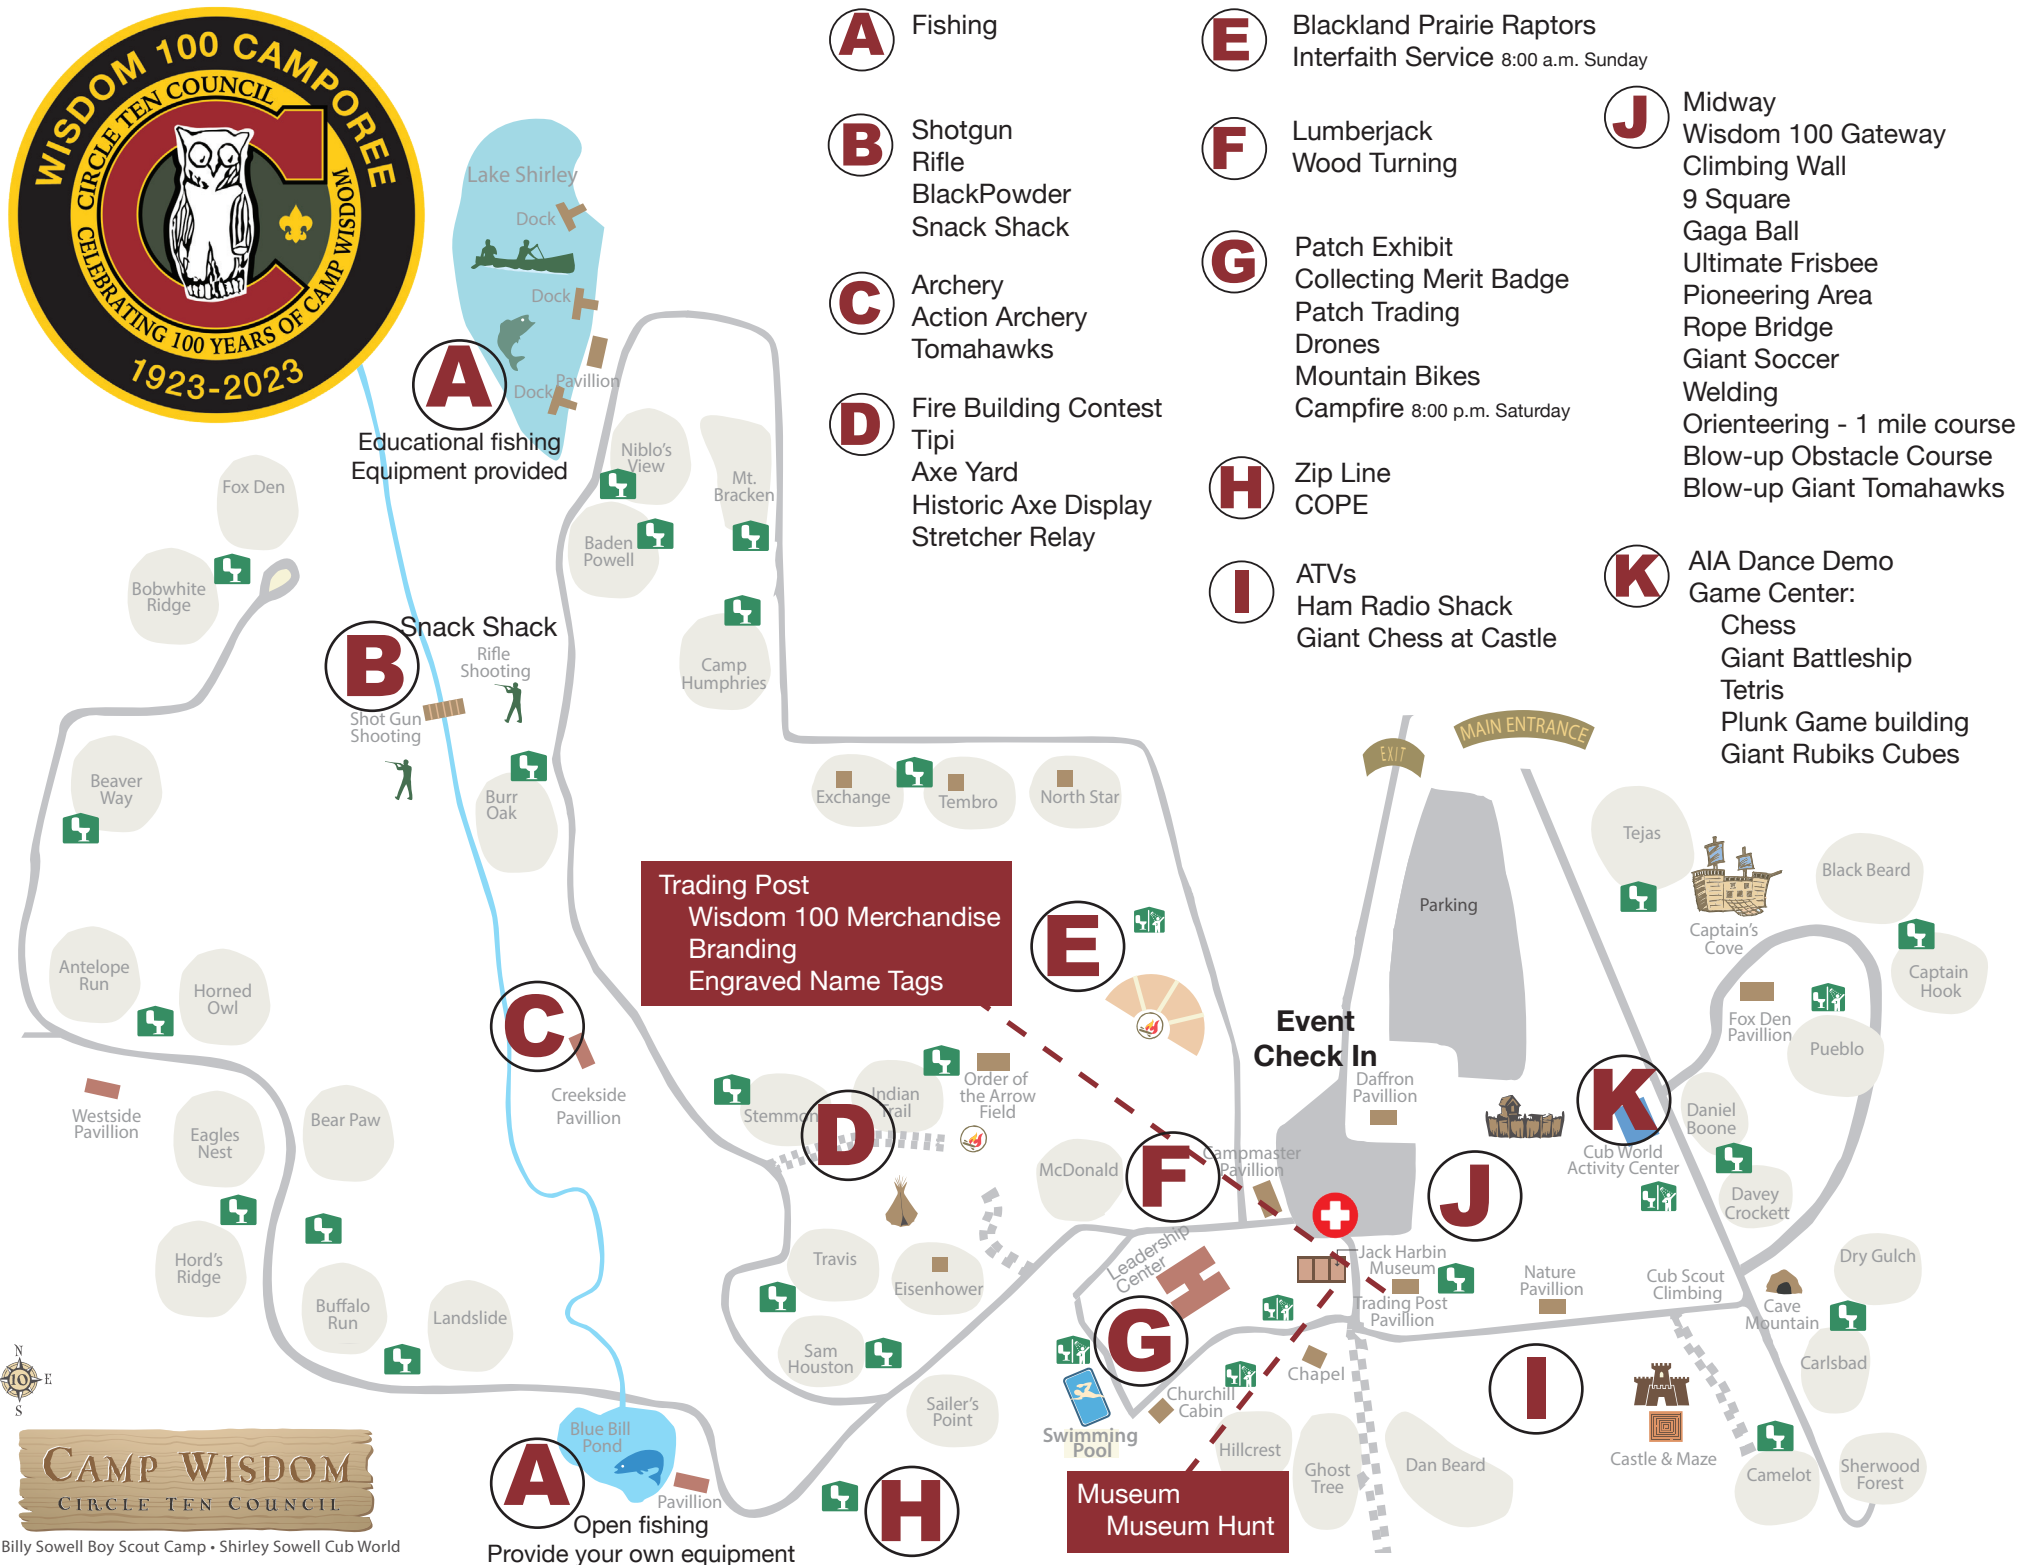 WISDOM 100 CAMPOREE
CIRCLE TEN COUNCIL
CELEBRATING 100 YEARS OF CAMP WISDOM
1923-2023
A
Fishing
B
Shotgun
Rifle
BlackPowder
Snack Shack
C
Archery
Action Archery
Tomahawks
D
Fire Building Contest
Tipi
Axe Yard
Historic Axe Display
Stretcher Relay
E
Blackland Prairie Raptors
Interfaith Service 8:00 a.m. Sunday
F
Lumberjack
Wood Turning
G
Patch Exhibit
Collecting Merit Badge
Patch Trading
Drones
Mountain Bikes
Campfire 8:00 p.m. Saturday
H
Zip Line
COPE
I
ATVs
Ham Radio Shack
Giant Chess at Castle
J
Midway
Wisdom 100 Gateway
Climbing Wall
9 Square
Gaga Ball
Ultimate Frisbee
Pioneering Area
Rope Bridge
Giant Soccer
Welding
Orienteering - 1 mile course
Blow-up Obstacle Course
Blow-up Giant Tomahawks
K
AIA Dance Demo
Game Center:
Chess
Giant Battleship
Tetris
Plunk Game building
Giant Rubiks Cubes
Lake Shirley
Dock
Dock
Dock
Pavillion
A
Educational fishing
Equipment provided
Fox Den
Bobwhite
Ridge
Niblo's
View
Mt.
Bracken
Baden
Powell
Camp
Humphries
B
Snack Shack
Rifle
Shooting
Shot Gun
Shooting
Beaver
Way
Burr
Oak
Exchange
Tembro
North Star
EXIT
MAIN ENTRANCE
Parking
Tejas
Captain's
Cove
Black Beard
Captain
Hook
Fox Den
Pavillion
Pueblo
Trading Post
Wisdom 100 Merchandise
Branding
Engraved Name Tags
E
Antelope
Run
Horned
Owl
C
Creekside
Pavillion
Event
Check In
Daffron
Pavillion
K
Cub World
Activity Center
Daniel
Boone
Davey
Crockett
Westside
Pavillion
Eagles
Nest
Bear Paw
Stemmon
D
Indian
Trail
Order of
the Arrow
Field
McDonald
F
Campmaster
Pavillion
J
Hord's
Ridge
Buffalo
Run
Landslide
Travis
Eisenhower
Sam
Houston
Leadership
Center
G
Jack Harbin
Museum
Trading Post
Pavillion
Nature
Pavillion
Cub Scout
Climbing
Dry Gulch
Cave
Mountain
Carlsbad
Chapel
Churchill
Cabin
Swimming
Pool
Sailer's
Point
Hillcrest
Ghost
Tree
Dan Beard
I
Castle & Maze
Camelot
Sherwood
Forest
N
10
E
S
CAMP WISDOM
CIRCLE TEN COUNCIL
Billy Sowell Boy Scout Camp • Shirley Sowell Cub World
Blue Bill
Pond
A
Pavillion
Open fishing
Provide your own equipment
H
Museum
Museum Hunt